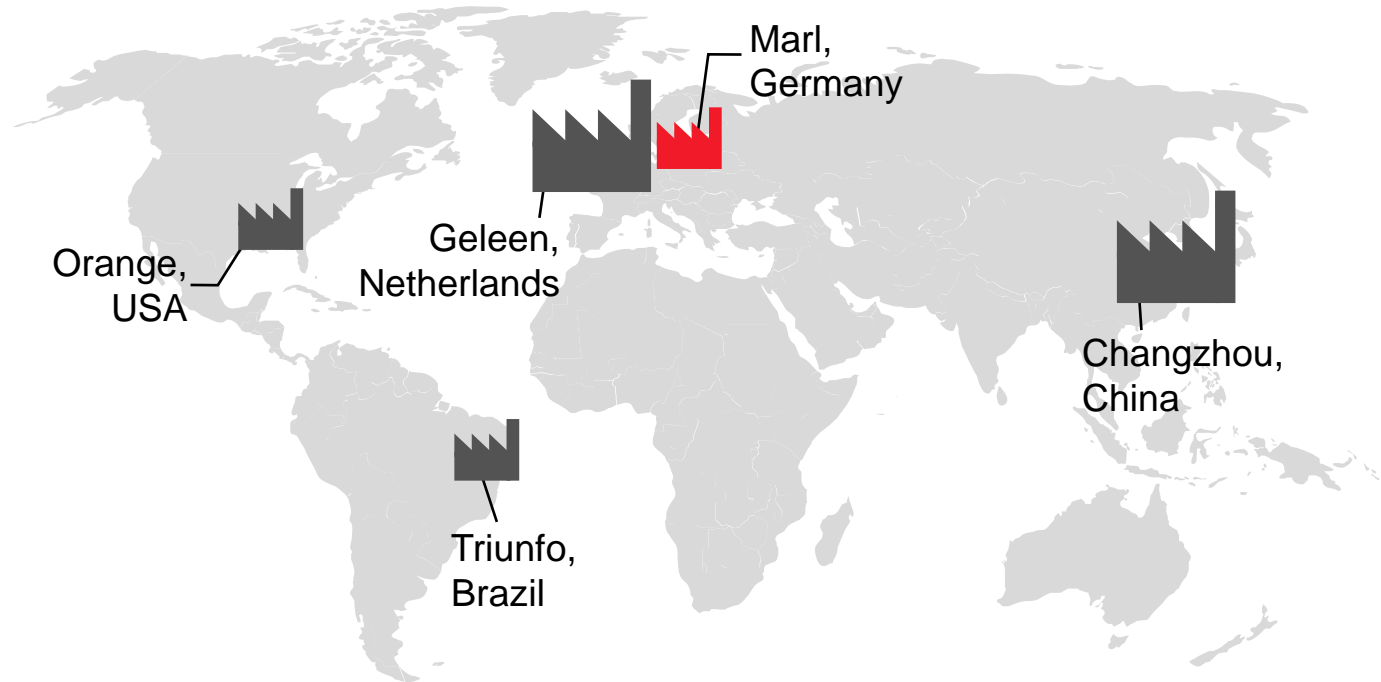 Marl,
Germany
Geleen,
Netherlands
Orange,
USA
Changzhou,
China
Triunfo,
Brazil